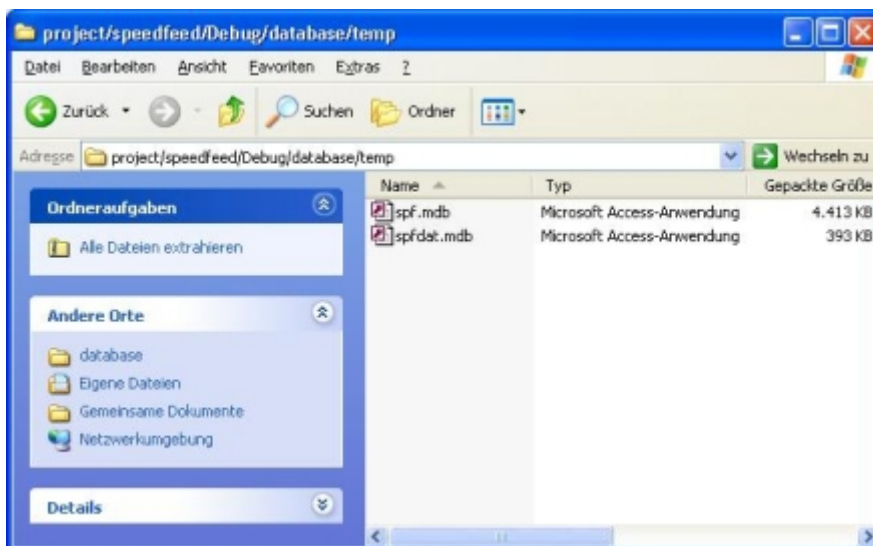 project/speedfeed/Debug/database/temp
Datei Bearbeiten Ansicht Favoriten Extras ?
Zurück Suchen Ordner
Adresse project/speedfeed/Debug/database/temp Wechseln zu
Name Typ Gepackte Größe
Ordneraufgaben
spf.mdb Microsoft Access-Anwendung 4.413 KB
spfdat.mdb Microsoft Access-Anwendung 393 KB
Alle Dateien extrahieren
Andere Orte
database
Eigene Dateien
Gemeinsame Dokumente
Netzwerkumgebung
Details